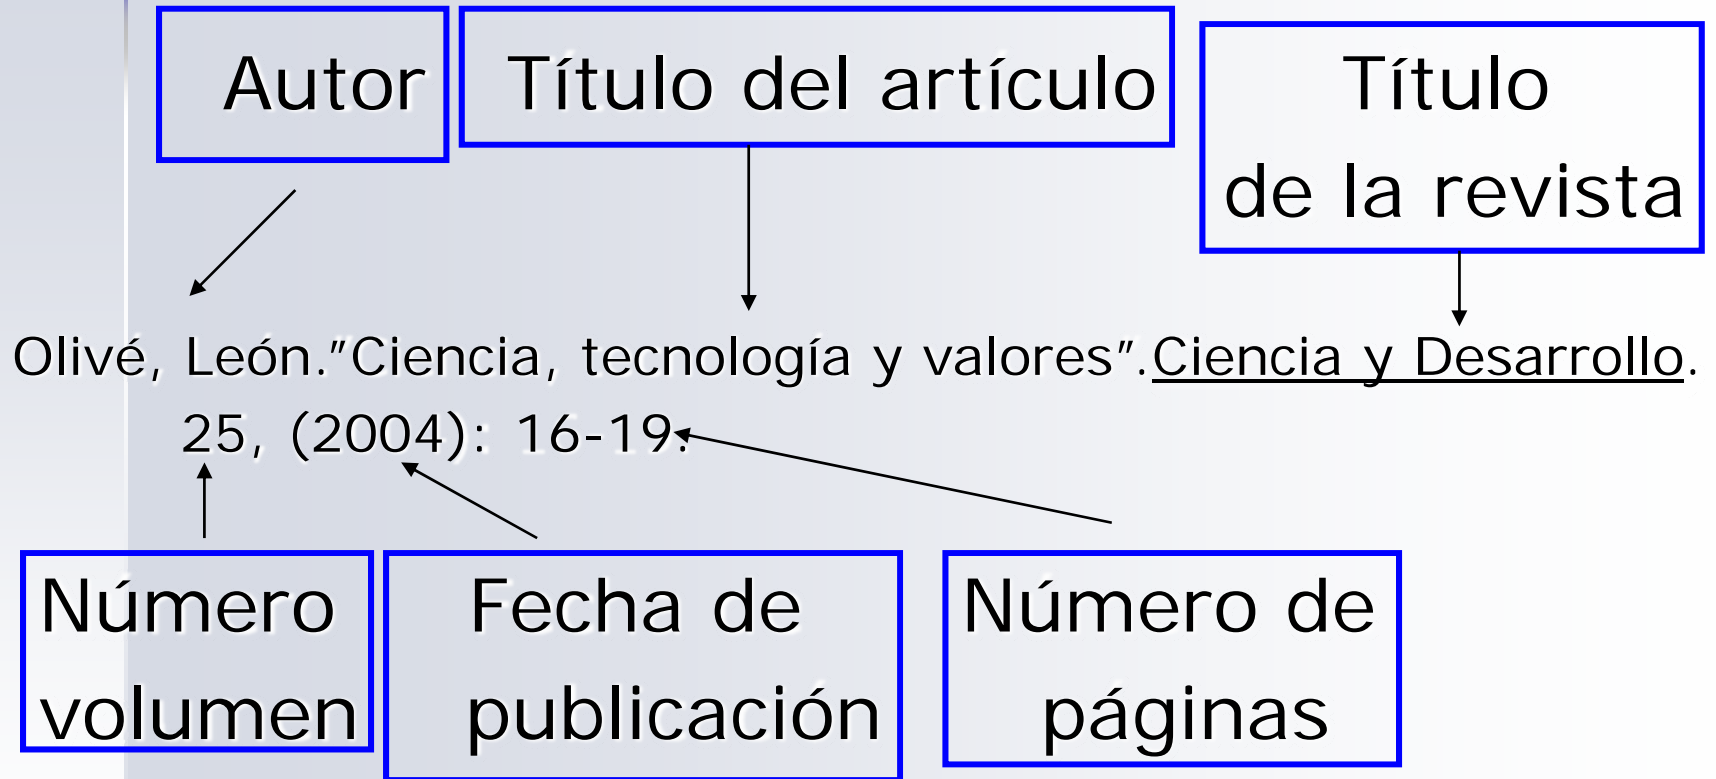 Autor
Título del artículo
Título
de la revista
Olivé, León."Ciencia, tecnología y valores".Ciencia y Desarrollo.
25, (2004): 16-19.
Número
volumen
Fecha de
publicación
Número de
páginas